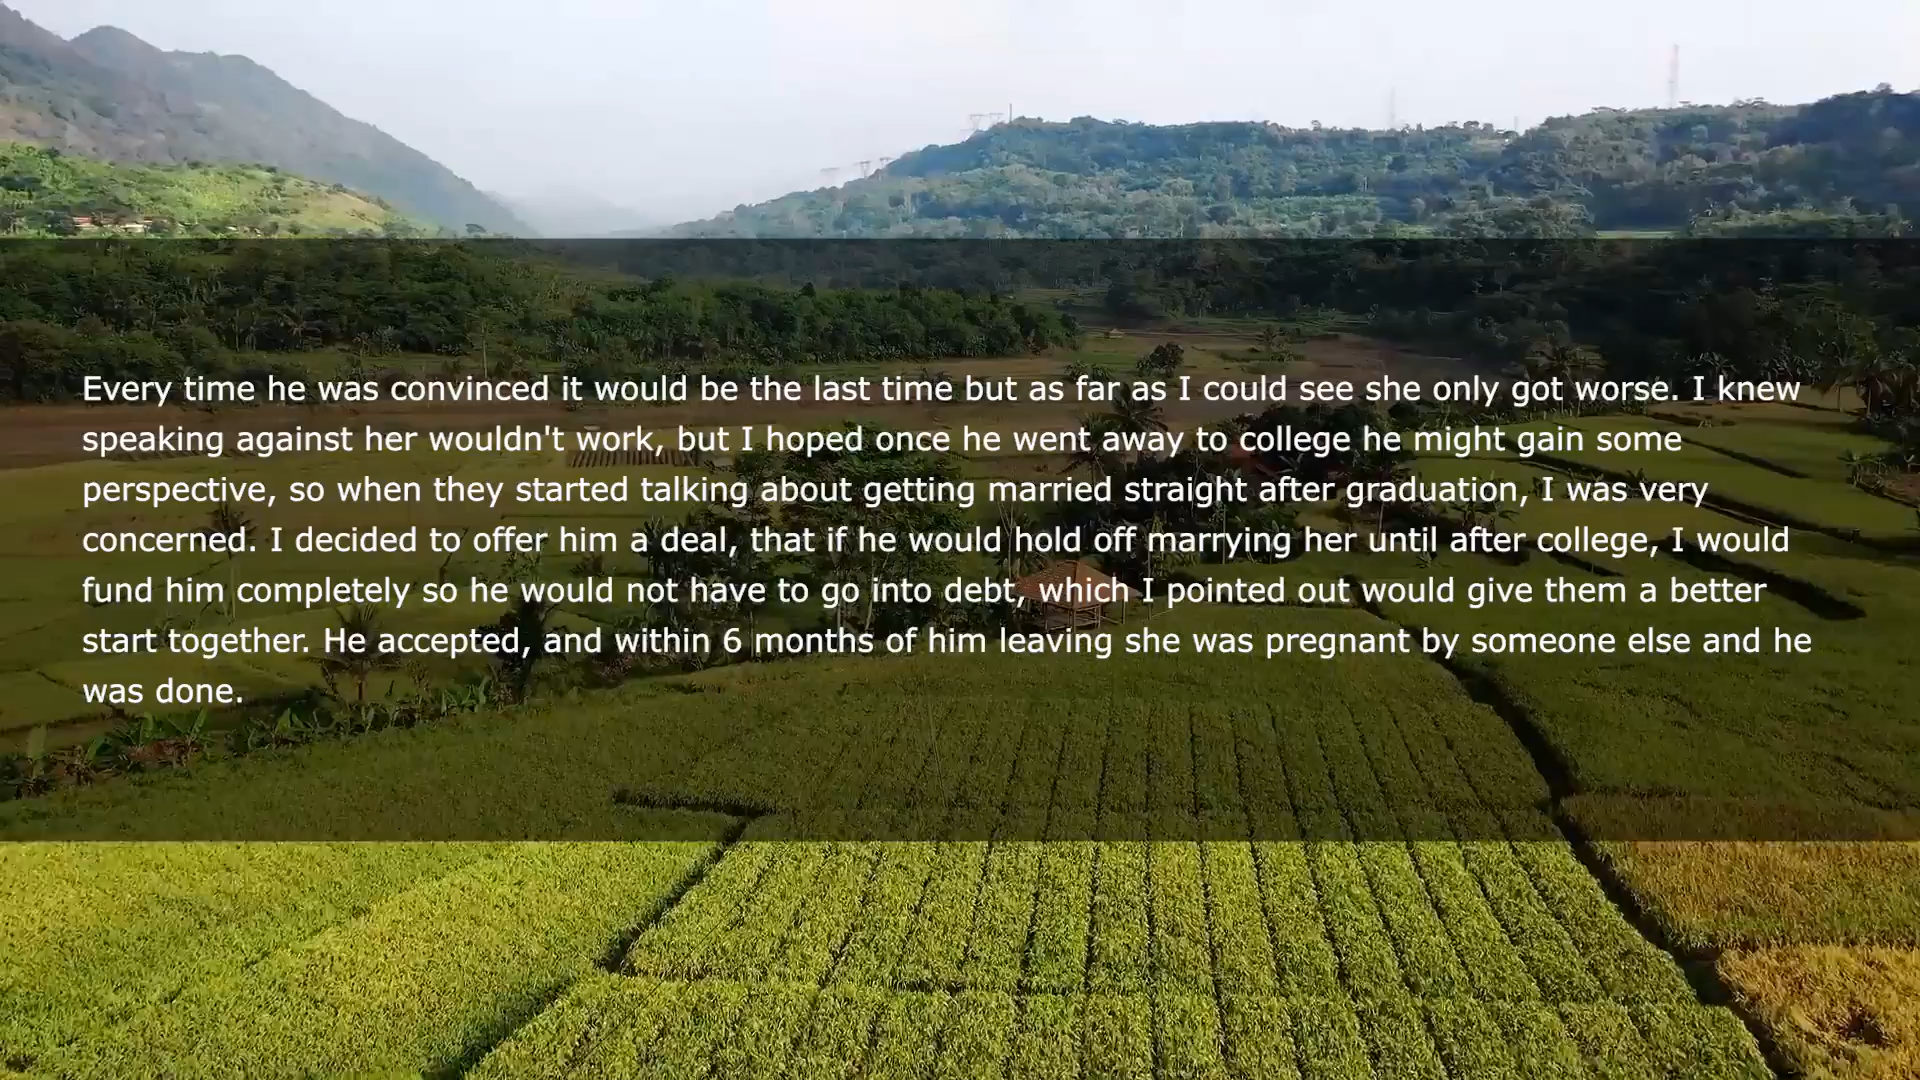 Every time he was convinced it would be the last time but as far as I could see she only got worse. I knew
speaking against her wouldn't work, but I hoped once he went away to college he might gain some
perspective, so when they started talking about getting married straight after graduation, I was very
concerned. I decided to offer him a deal, that if he would hold off marrying her until after college, I would
fund him completely so he would not have to go into debt, which I pointed out would give them a better
start together. He accepted, and within 6 months of him leaving she was pregnant by someone else and he
was done.